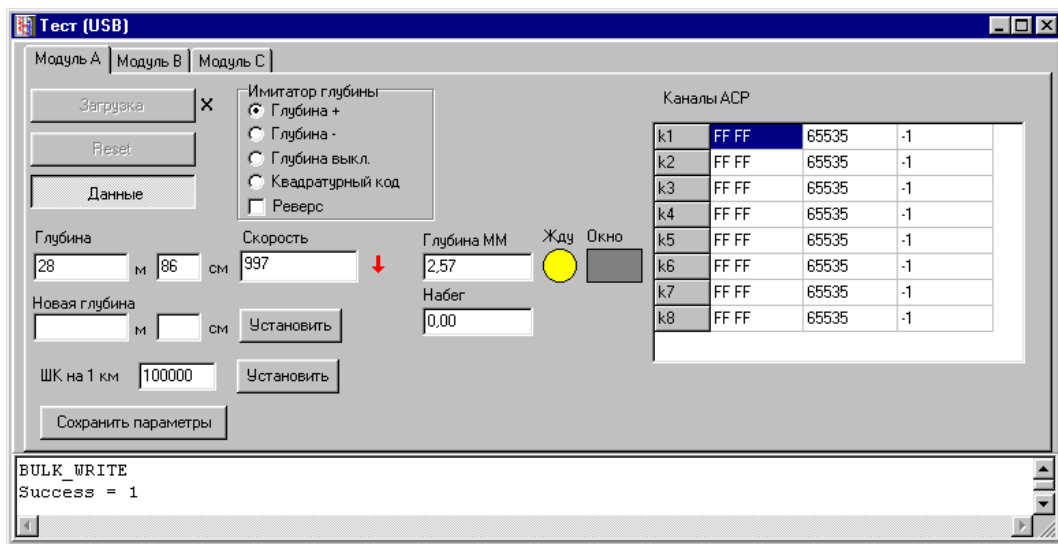 Тест (USB)
Модуль A Модуль B Модуль C
Загрузка X
Reset
Данные
Имитатор глубины
Глубина +
Глубина -
Глубина выкл.
Квадратурный код
Реверс
Каналы АСР
k1 FF FF 65535 -1
k2 FF FF 65535 -1
k3 FF FF 65535 -1
k4 FF FF 65535 -1
k5 FF FF 65535 -1
k6 FF FF 65535 -1
k7 FF FF 65535 -1
k8 FF FF 65535 -1
Глубина Скорость Глубина ММ Жду Окно
28 м 86 см 997 2,57
Новая глубина Набег
м см Установить 0,00
ШК на 1 км 100000 Установить
Сохранить параметры
BULK_WRITE
Success = 1